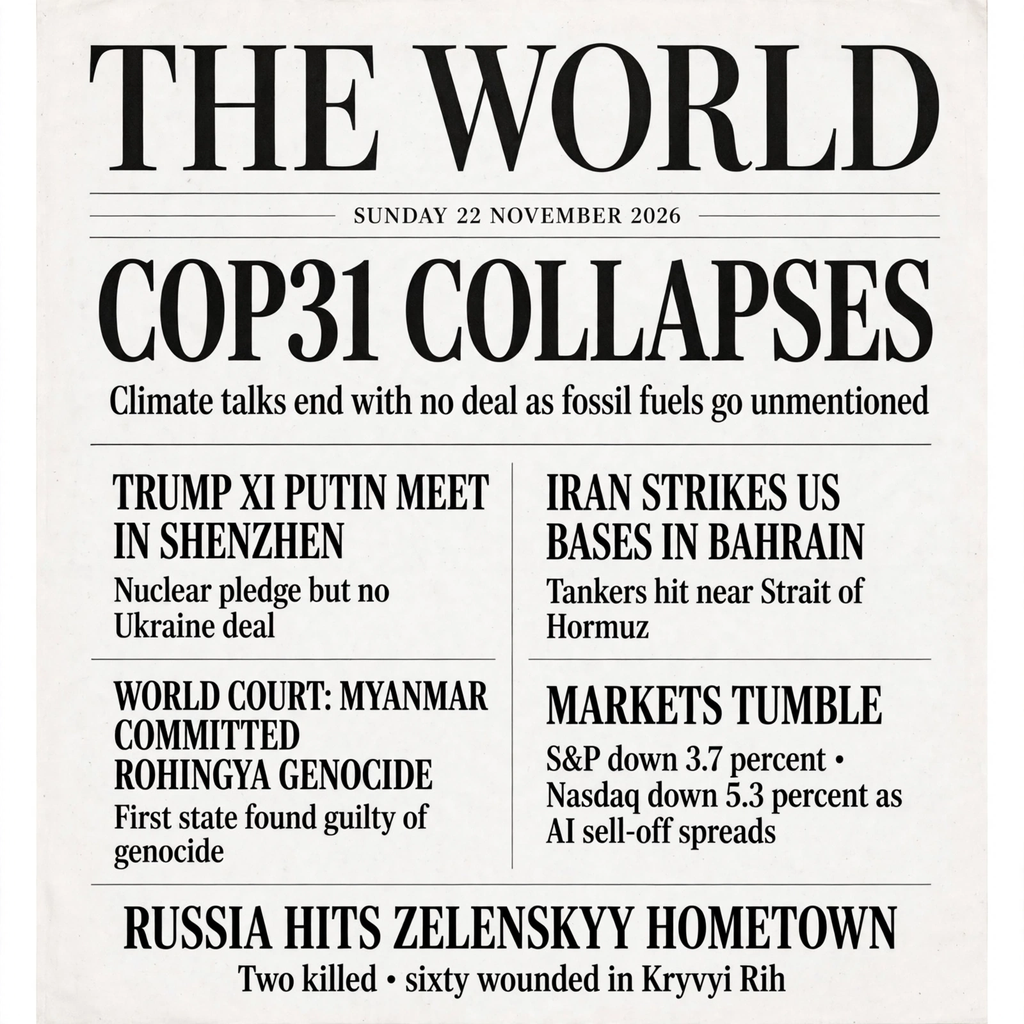 THE WORLD
SUNDAY 22 NOVEMBER 2026
COP31 COLLAPSES
Climate talks end with no deal as fossil fuels go unmentioned
TRUMP XI PUTIN MEET
IN SHENZHEN
Nuclear pledge but no
Ukraine deal
IRAN STRIKES US
BASES IN BAHRAIN
Tankers hit near Strait of
Hormuz
WORLD COURT: MYANMAR
COMMITTED
ROHINGYA GENOCIDE
First state found guilty of
genocide
MARKETS TUMBLE
S&P down 3.7 percent •
Nasdaq down 5.3 percent as
AI sell-off spreads
RUSSIA HITS ZELENSKYY HOMETOWN
Two killed • sixty wounded in Kryvyi Rih